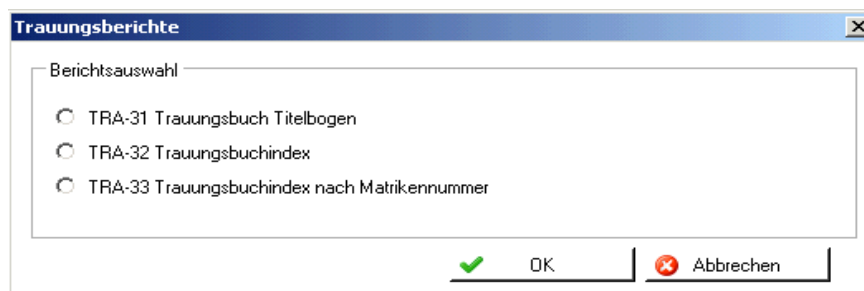 Trauungsberichte
Berichtsauswahl
TRA-31 Trauungsbuch Titelbogen
TRA-32 Trauungsbuchindex
TRA-33 Trauungsbuchindex nach Matrikennummer
OK Abbrechen